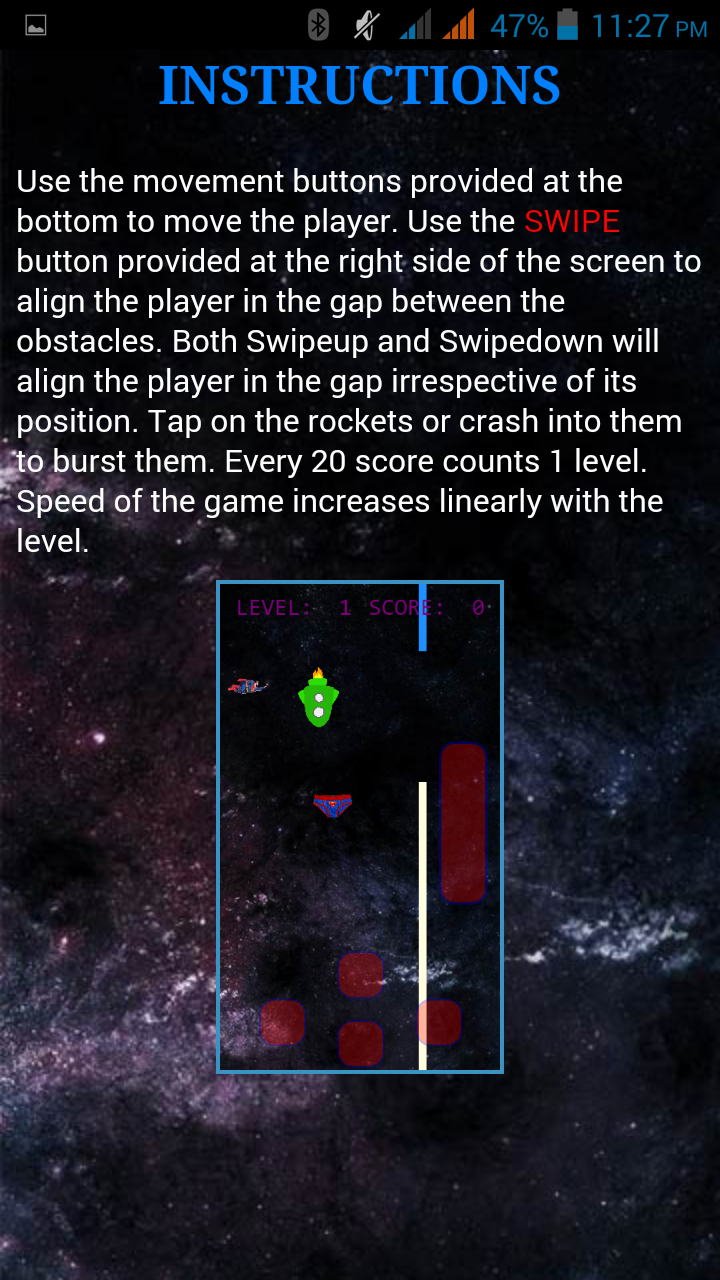 47% 11:27 PM
INSTRUCTIONS
Use the movement buttons provided at the
bottom to move the player. Use the SWIPE
button provided at the right side of the screen to
align the player in the gap between the
obstacles. Both Swipeup and Swipedown will
align the player in the gap irrespective of its
position. Tap on the rockets or crash into them
to burst them. Every 20 score counts 1 level.
Speed of the game increases linearly with the
level.
LEVEL: 1 SCORE: 0